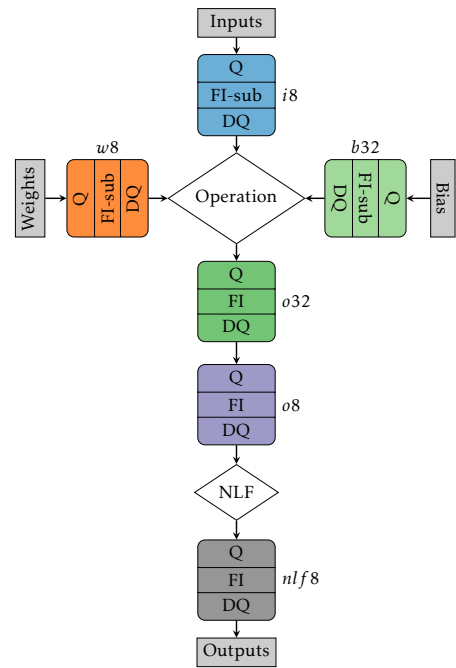 Inputs
Q
FI-sub
DQ
i8
w8
b32
Weights
Q
FI-sub
DQ
Operation
DQ
FI-sub
Q
Bias
Q
FI
DQ
o32
Q
FI
DQ
o8
NLF
Q
FI
DQ
nlf8
Outputs